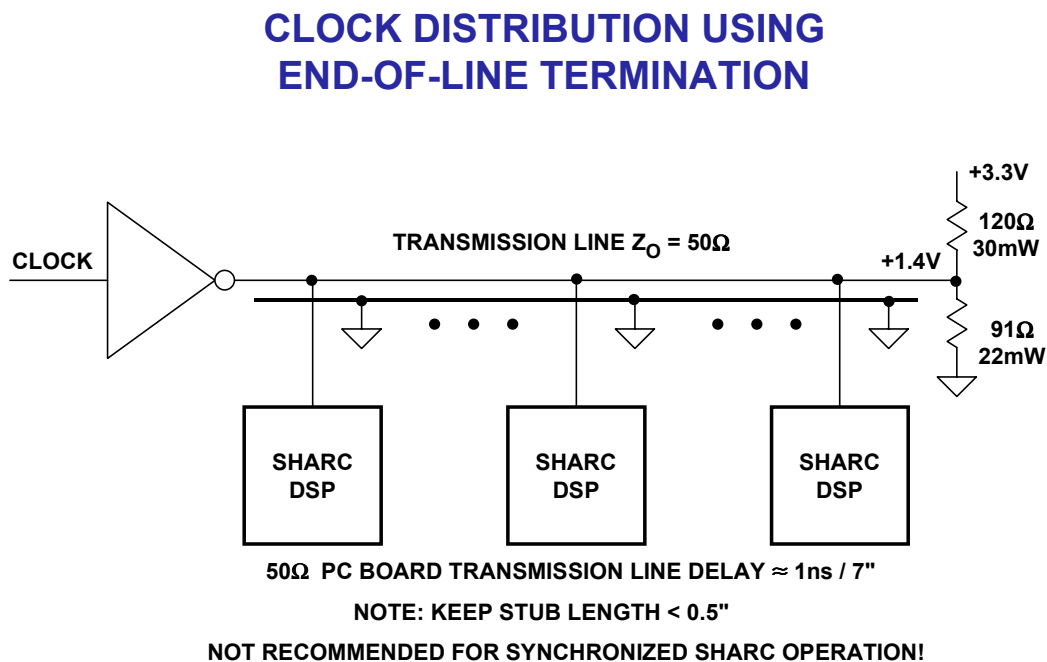 CLOCK DISTRIBUTION USING
END-OF-LINE TERMINATION
+3.3V
120Ω
30mW
TRANSMISSION LINE ZO = 50Ω
+1.4V
CLOCK
91Ω
22mW
SHARC
DSP
SHARC
DSP
SHARC
DSP
50Ω PC BOARD TRANSMISSION LINE DELAY ≈ 1ns / 7"
NOTE: KEEP STUB LENGTH < 0.5"
NOT RECOMMENDED FOR SYNCHRONIZED SHARC OPERATION!